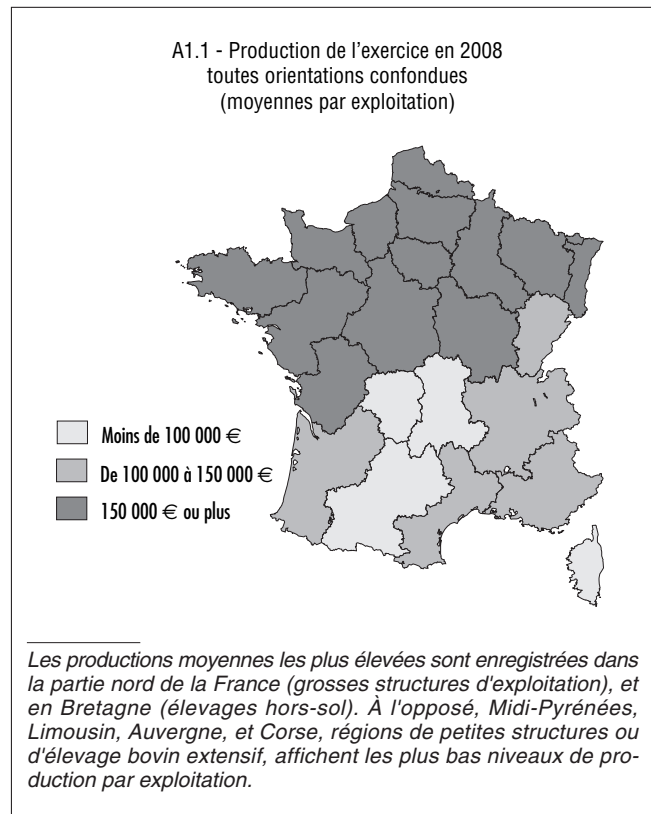 A1.1 - Production de l'exercice en 2008
toutes orientations confondues
(moyennes par exploitation)
Moins de 100 000 €
De 100 000 à 150 000 €
150 000 € ou plus
Les productions moyennes les plus élevées sont enregistrées dans
la partie nord de la France (grosses structures d'exploitation), et
en Bretagne (élevages hors-sol). À l'opposé, Midi-Pyrénées,
Limousin, Auvergne, et Corse, régions de petites structures ou
d'élevage bovin extensif, affichent les plus bas niveaux de pro-
duction par exploitation.